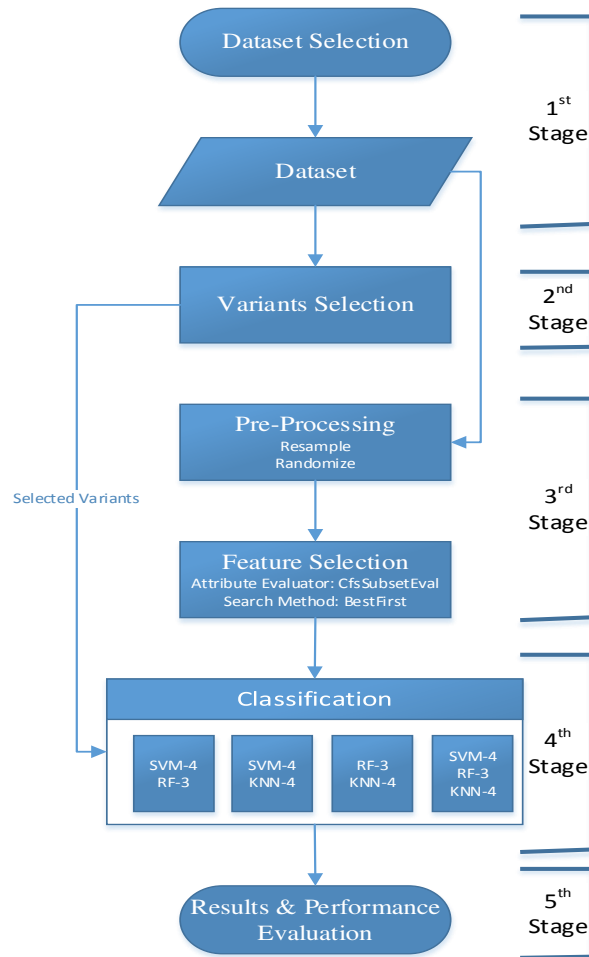 Dataset Selection
Dataset
1st
Stage
Variants Selection
2nd
Stage
Pre-Processing
Resample
Randomize
Selected Variants
Feature Selection
Attribute Evaluator: CfsSubsetEval
Search Method: BestFirst
3rd
Stage
Classification
SVM-4
RF-3
SVM-4
KNN-4
RF-3
KNN-4
SVM-4
RF-3
KNN-4
4th
Stage
Results & Performance
Evaluation
5th
Stage